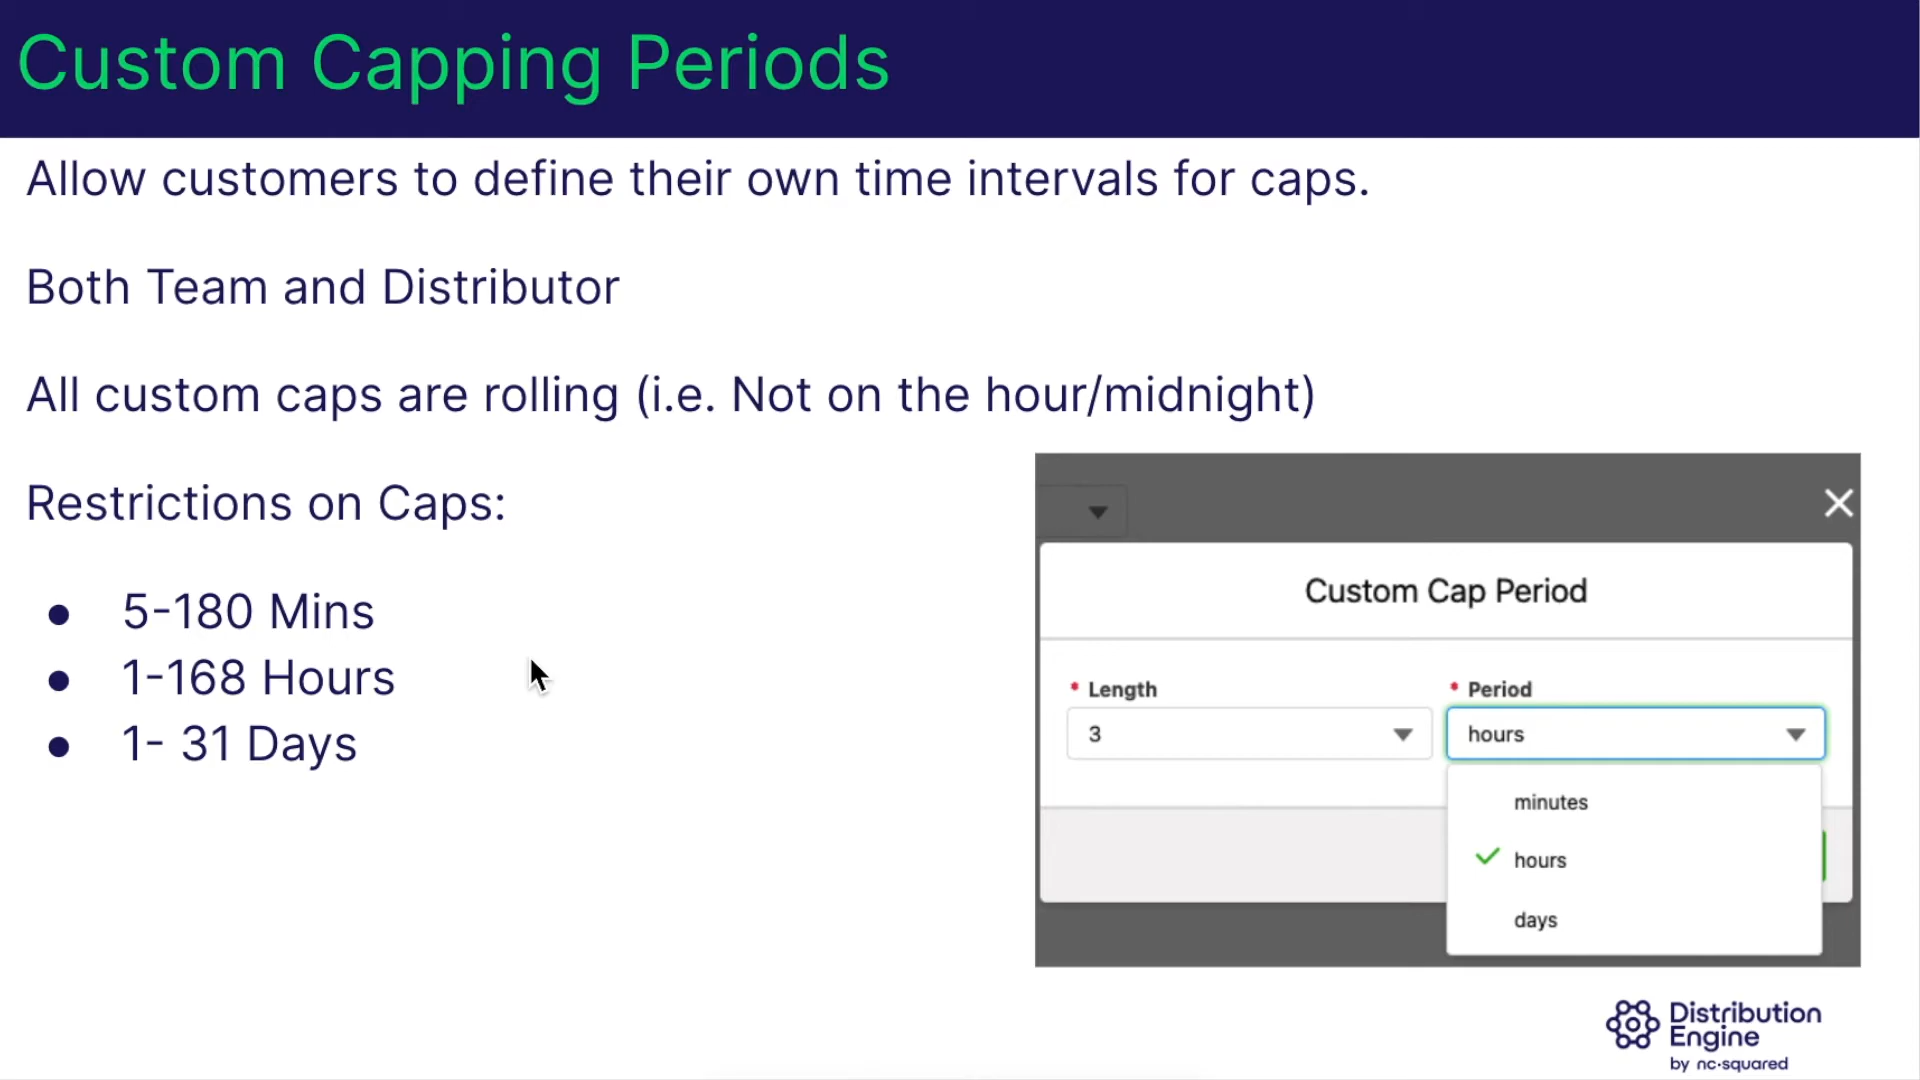 Custom Capping Periods
Allow customers to define their own time intervals for caps.
Both Team and Distributor
All custom caps are rolling (i.e. Not on the hour/midnight)
Restrictions on Caps:
● 5-180 Mins
● 1-168 Hours
● 1- 31 Days
Custom Cap Period
* Length
* Period
3
hours
minutes
hours
days
Distribution
Engine
by nc·squared